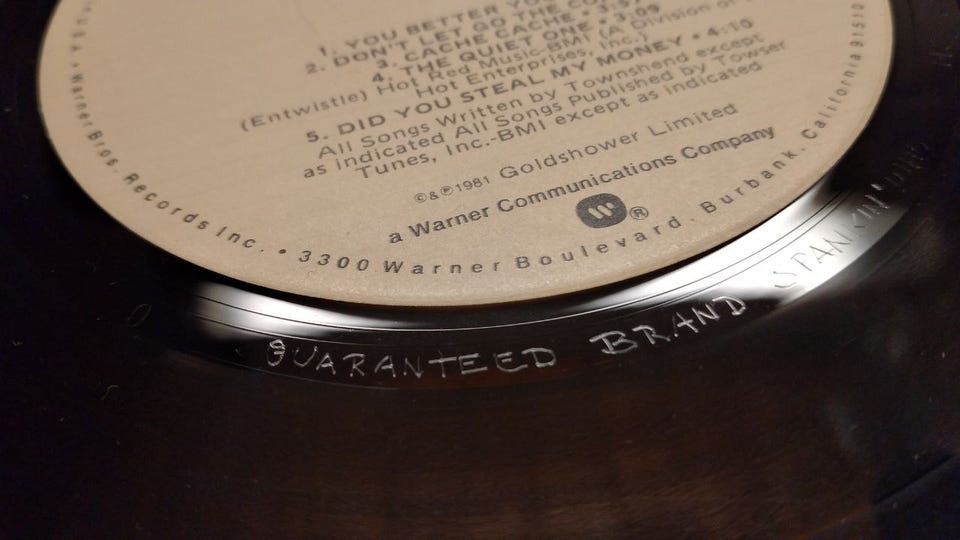 1. YOU BETTER YOU
2. DON'T LET GO THE CO
3. CACHE CACHE • 3:57
4. THE QUIET ONE • 3:09
(Entwistle) Hot Red Music-BMI (A Division of
Hot Enterprises, Inc.)
5. DID YOU STEAL MY MONEY • 4:10
All Songs Written by Townshend except
as indicated All Songs Published by Towser
Tunes, Inc.-BMI except as indicated
©&℗1981 Goldshower Limited
a Warner Communications Company
W®
Warner Bros. Records Inc. • 3300 Warner Boulevard. Burbank. California 91510
GUARANTEED BRAND SPANKIN'